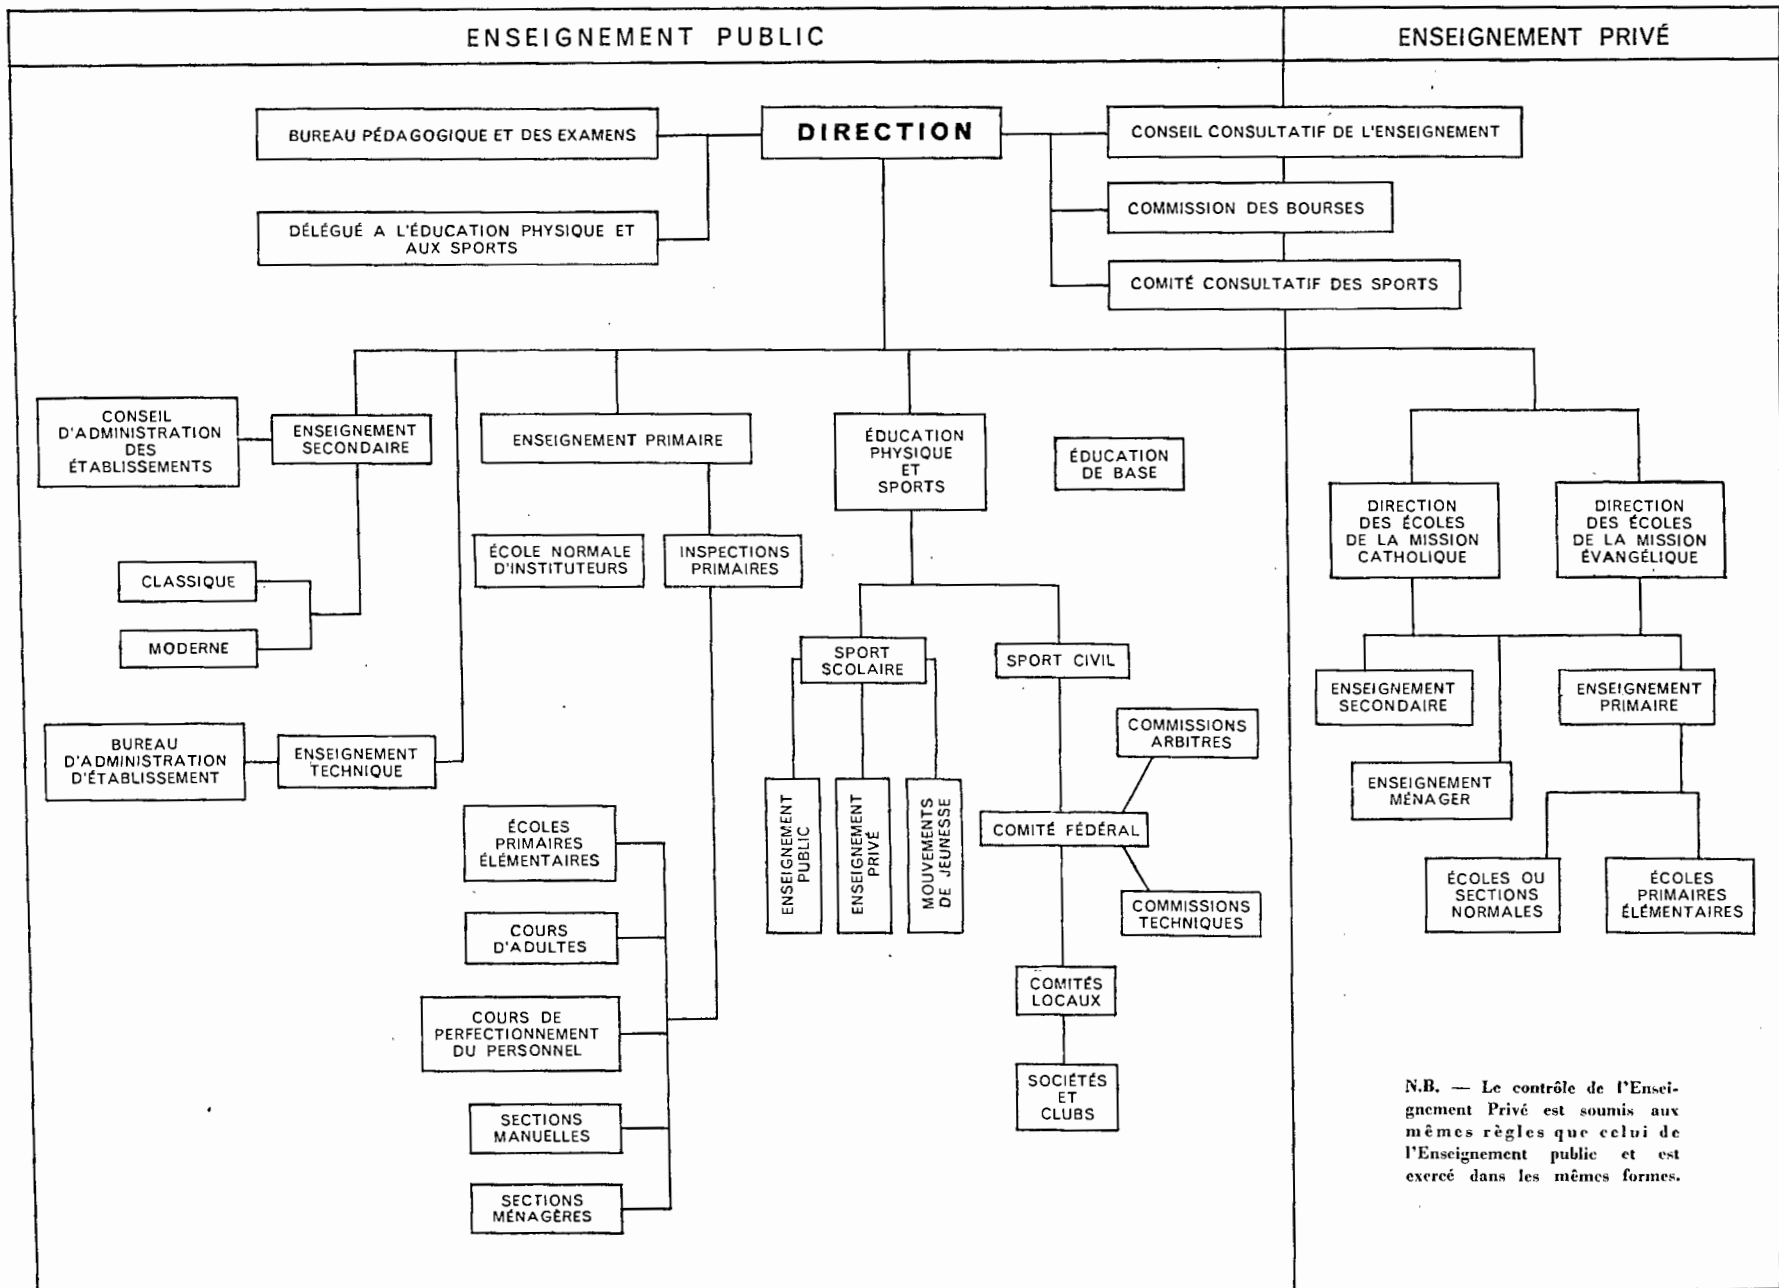 ENSEIGNEMENT PUBLIC
ENSEIGNEMENT PRIVÉ
BUREAU PÉDAGOGIQUE ET DES EXAMENS
DIRECTION
CONSEIL CONSULTATIF DE L'ENSEIGNEMENT
COMMISSION DES BOURSES
DÉLÉGUÉ A L'ÉDUCATION PHYSIQUE ET
AUX SPORTS
COMITÉ CONSULTATIF DES SPORTS
CONSEIL
D'ADMINISTRATION
DES
ÉTABLISSEMENTS
ENSEIGNEMENT
SECONDAIRE
ENSEIGNEMENT PRIMAIRE
ÉDUCATION
PHYSIQUE
ET
SPORTS
ÉDUCATION
DE BASE
DIRECTION
DES ÉCOLES
DE LA MISSION
CATHOLIQUE
DIRECTION
DES ÉCOLES
DE LA MISSION
ÉVANGÉLIQUE
ÉCOLE NORMALE
D'INSTITUTEURS
INSPECTIONS
PRIMAIRES
CLASSIQUE
MODERNE
SPORT
SCOLAIRE
SPORT CIVIL
ENSEIGNEMENT
SECONDAIRE
ENSEIGNEMENT
PRIMAIRE
BUREAU
D'ADMINISTRATION
D'ÉTABLISSEMENT
ENSEIGNEMENT
TECHNIQUE
COMMISSIONS
ARBITRES
ENSEIGNEMENT
MÉNAGER
ÉCOLES
PRIMAIRES
ÉLÉMENTAIRES
ENSEIGNEMENT
PUBLIC
ENSEIGNEMENT
PRIVÉ
MOUVEMENTS
DE JEUNESSE
COMITÉ FÉDÉRAL
COMMISSIONS
TECHNIQUES
ÉCOLES OU
SECTIONS
NORMALES
ÉCOLES
PRIMAIRES
ÉLÉMENTAIRES
COURS
D'ADULTES
COMITÉS
LOCAUX
COURS DE
PERFECTIONNEMENT
DU PERSONNEL
SOCIÉTÉS
ET
CLUBS
SECTIONS
MANUELLES
SECTIONS
MÉNAGÈRES
N.B. — Le contrôle de l'Ensei-
gnement Privé est soumis aux
mêmes règles que celui de
l'Enseignement public et est
exercé dans les mêmes formes.